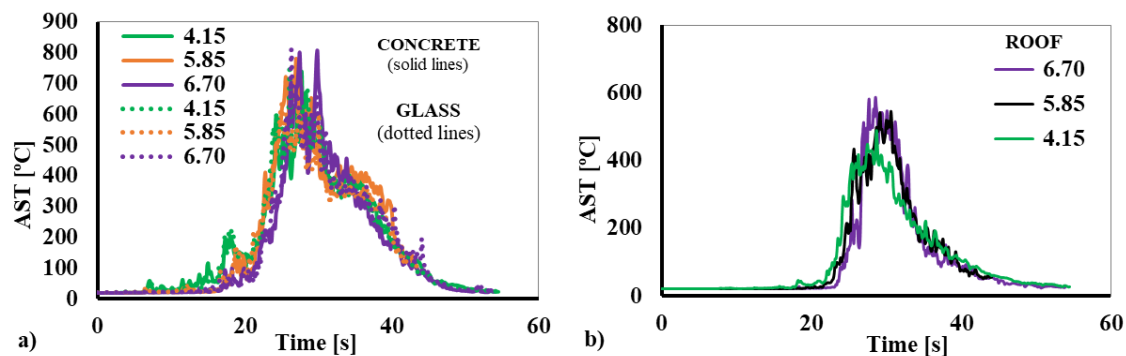 900
800
700
600
500
400
300
200
100
0
AST [ºC]
4.15
5.85
6.70
4.15
5.85
6.70
CONCRETE
(solid lines)
GLASS
(dotted lines)
0 20 40 60
Time [s]
a)
800
600
400
200
0
AST [ºC]
ROOF
6.70
5.85
4.15
0 20 40 60
Time [s]
b)